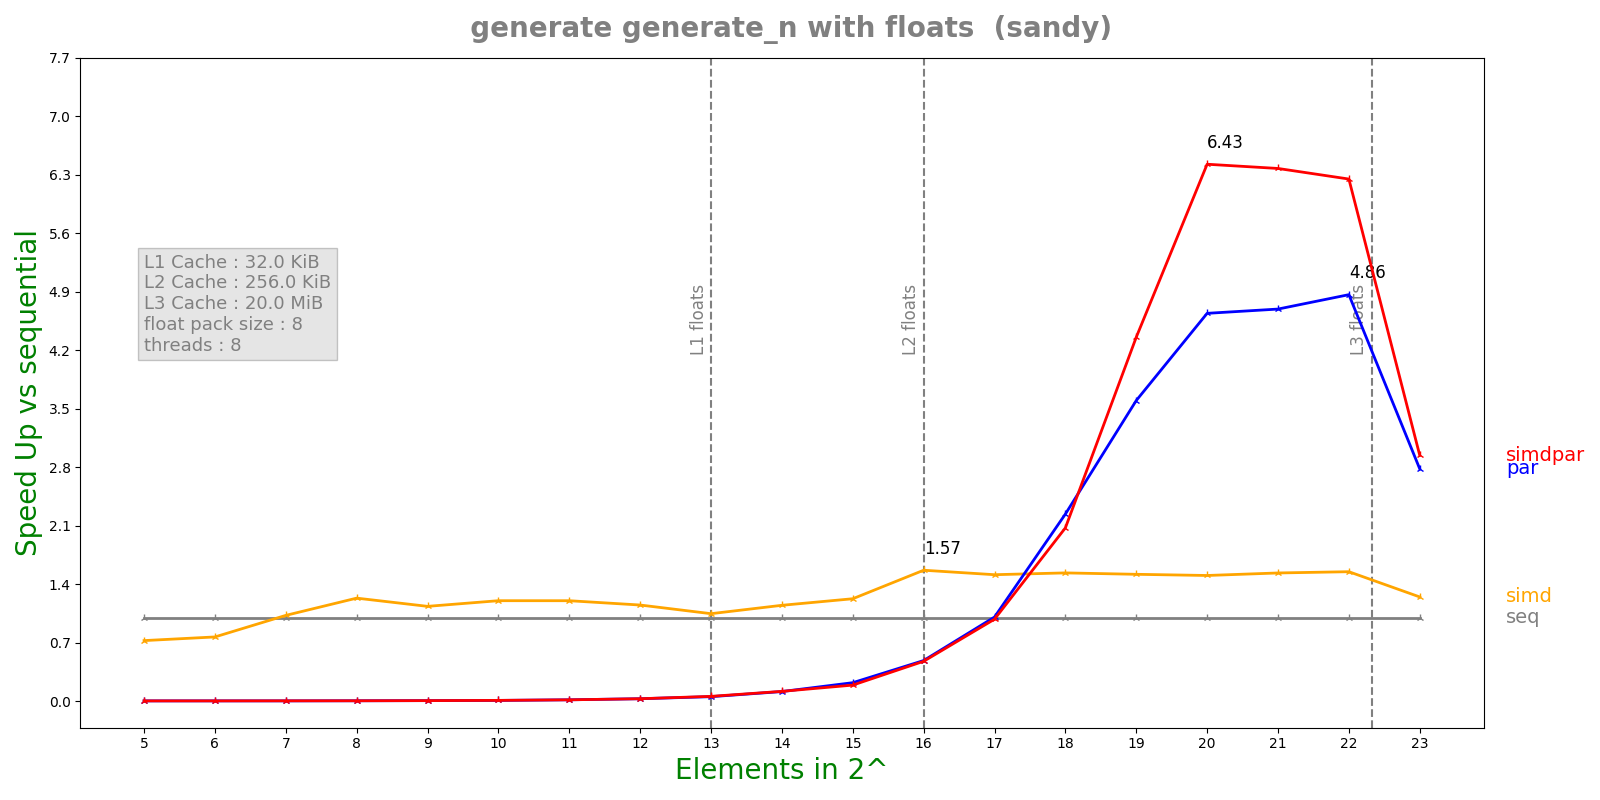 generate generate_n with floats  (sandy)
Speed Up vs sequential
7.7
7.0
6.3
5.6
4.9
4.2
3.5
2.8
2.1
1.4
0.7
0.0
L1 Cache : 32.0 KiB
L2 Cache : 256.0 KiB
L3 Cache : 20.0 MiB
float pack size : 8
threads : 8
L1 floats
L2 floats
L3 floats
6.43
4.86
1.57
simdpar
par
simd
seq
5 6 7 8 9 10 11 12 13 14 15 16 17 18 19 20 21 22 23
Elements in 2^